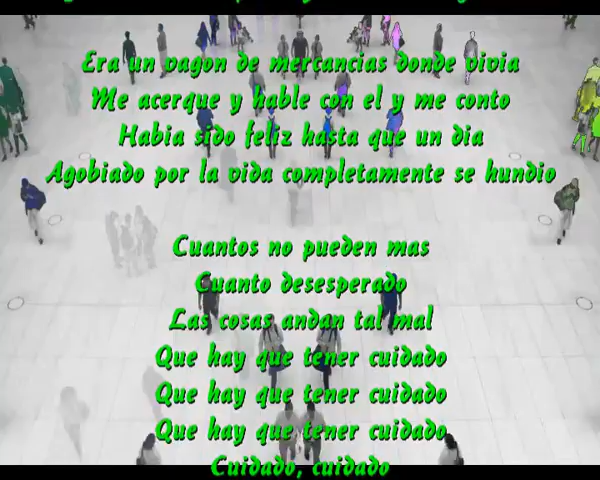 Era un vagon de mercancias donde vivia
Me acerque y hable con el y me conto
Habia sido feliz hasta que un dia
Agobiado por la vida completamente se hundio
Cuantos no pueden mas
Cuanto desesperado
Las cosas andan tal mal
Que hay que tener cuidado
Que hay que tener cuidado
Que hay que tener cuidado
Cuidado, cuidado